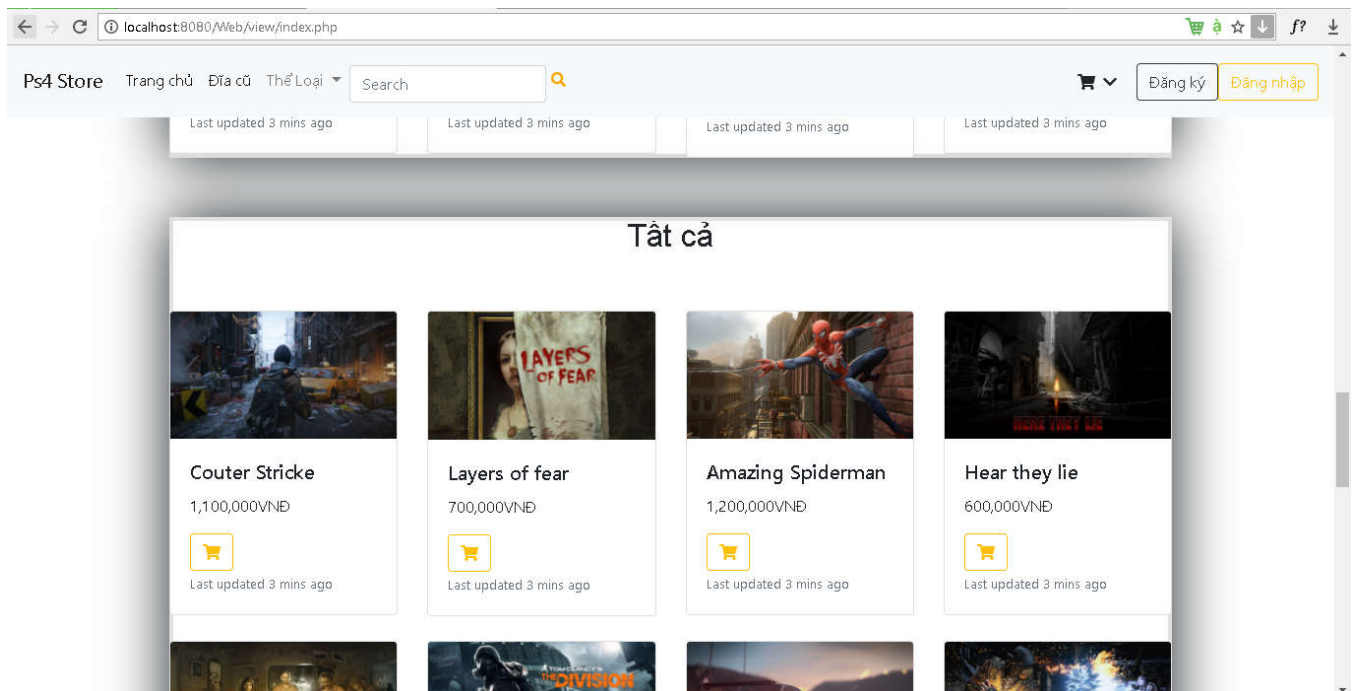 localhost:8080/Web/view/index.php
ả
f?
Ps4 Store Trang chủ Đĩa cũ Thể Loại Search Đăng ký Đăng nhập
Last updated 3 mins ago Last updated 3 mins ago Last updated 3 mins ago Last updated 3 mins ago
Tất cả
LAYERS OF FEAR
HERE THEY LIE
Couter Stricke Layers of fear Amazing Spiderman Hear they lie
1,100,000VNĐ 700,000VNĐ 1,200,000VNĐ 600,000VNĐ
Last updated 3 mins ago Last updated 3 mins ago Last updated 3 mins ago Last updated 3 mins ago
TOM CLANCY'S
THE DIVISION